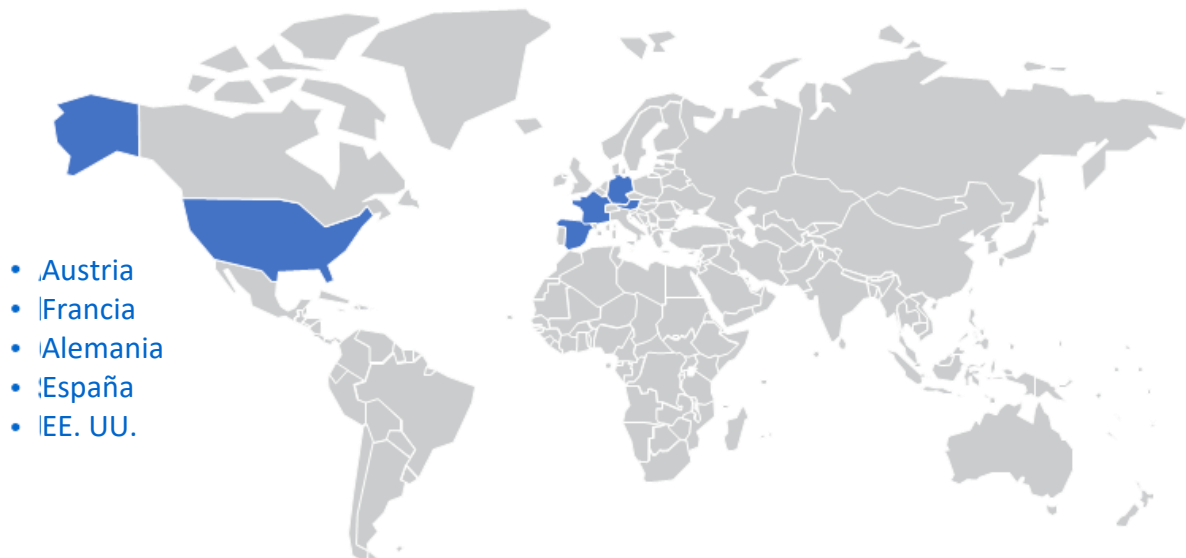 • Austria
• Francia
• Alemania
• España
• EE. UU.